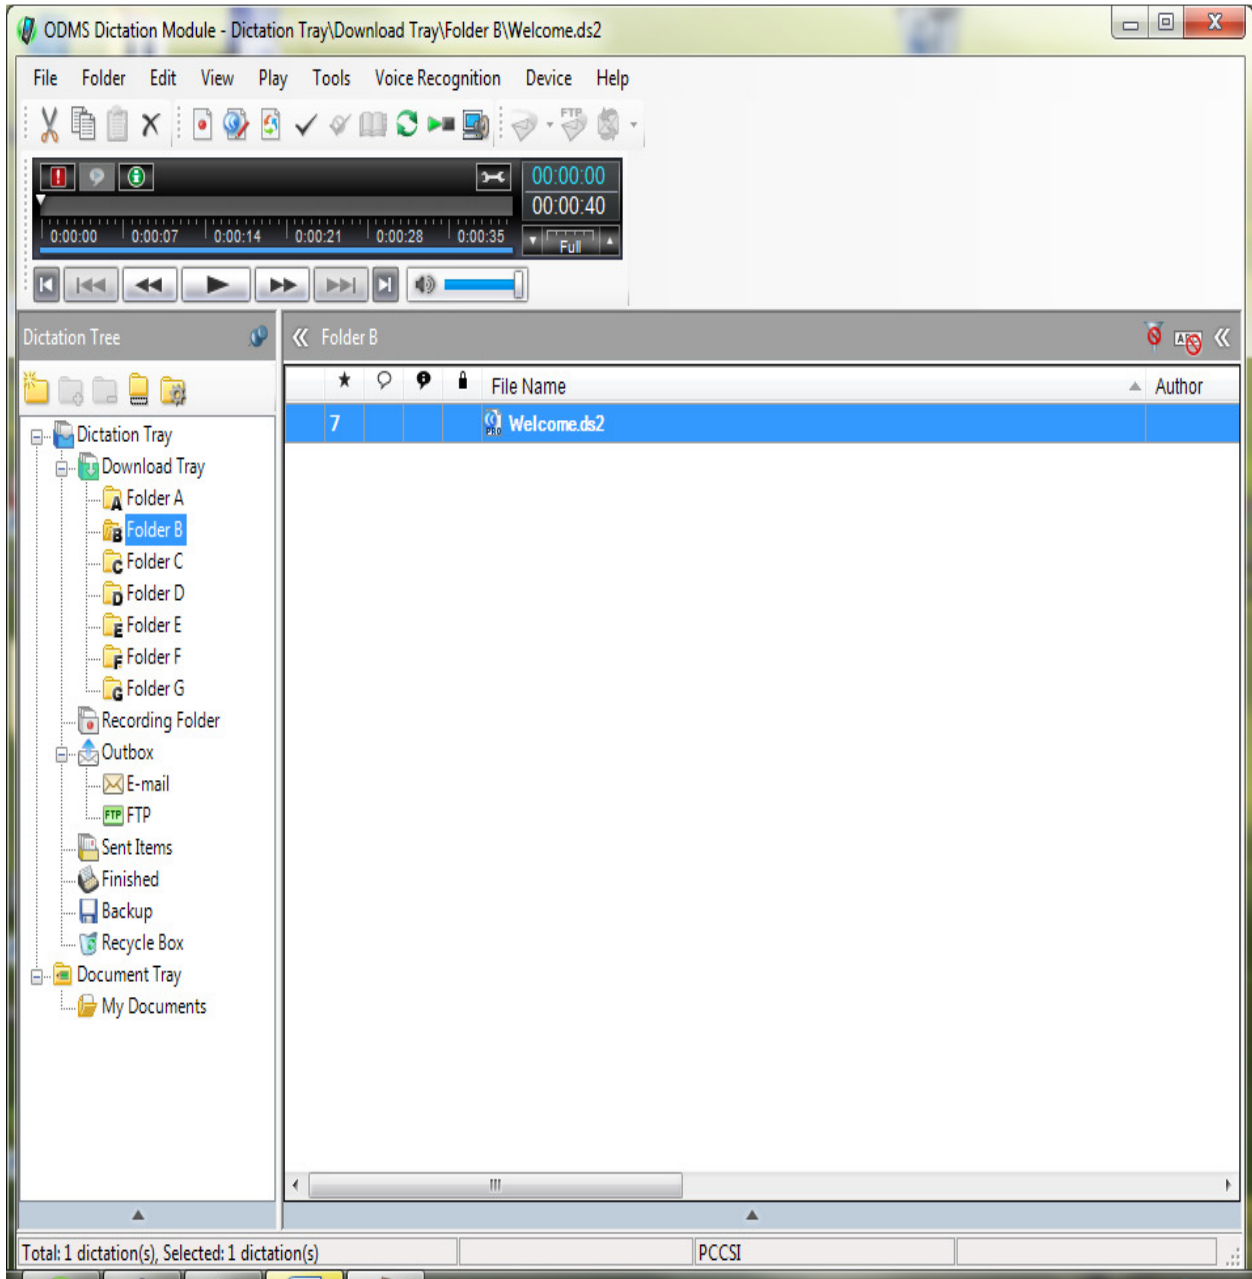 ODMS Dictation Module - Dictation Tray\Download Tray\Folder B\Welcome.ds2
File Folder Edit View Play Tools Voice Recognition Device Help
FTP
00:00:00
00:00:40
0:00:00 0:00:07 0:00:14 0:00:21 0:00:28 0:00:35
Full
Dictation Tree
Folder B
File Name Author
7 PRO Welcome.ds2
Dictation Tray
Download Tray
A Folder A
B Folder B
C Folder C
D Folder D
E Folder E
F Folder F
G Folder G
Recording Folder
Outbox
E-mail
FTP FTP
Sent Items
Finished
Backup
Recycle Box
Document Tray
My Documents
Total: 1 dictation(s), Selected: 1 dictation(s) PCCSI